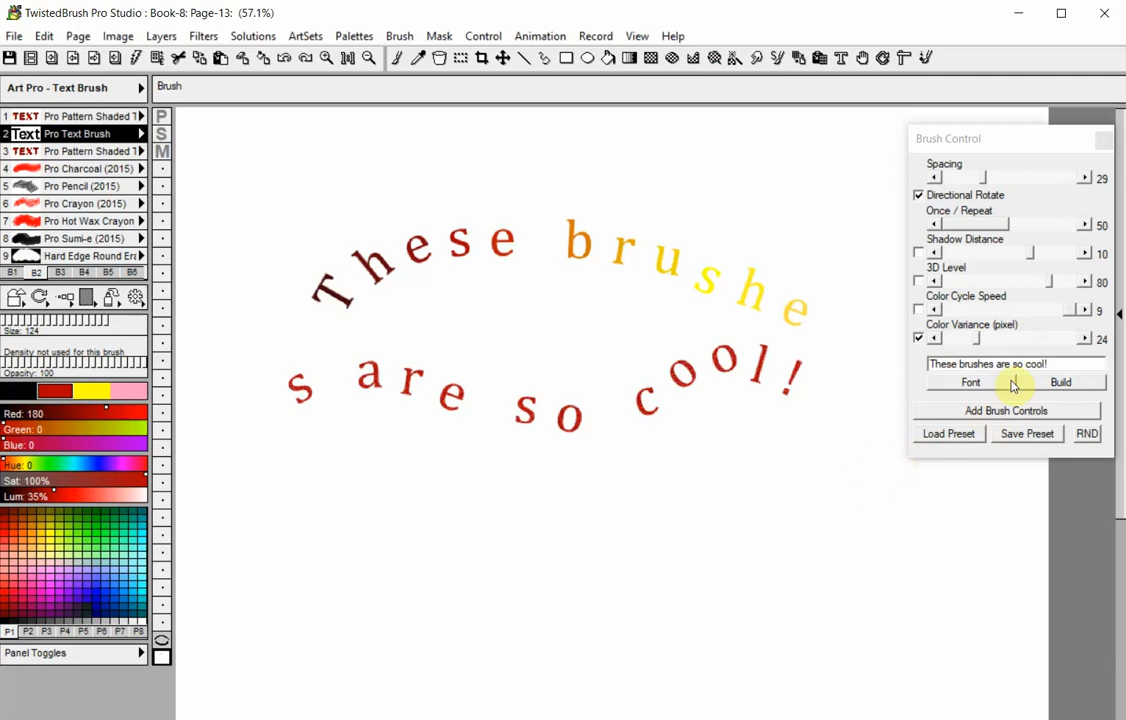 TwistedBrush Pro Studio : Book-8: Page-13: (57.1%)
File Edit Page Image Layers Filters Solutions ArtSets Palettes Brush Mask Control Animation Record View Help
Art Pro - Text Brush
Brush
1 TEXT Pro Pattern Shaded T
2 Text Pro Text Brush
3 TEXT Pro Pattern Shaded T
4 Pro Charcoal (2015)
5 Pro Pencil (2015)
6 Pro Crayon (2015)
7 Pro Hot Wax Crayon
8 Pro Sumi-e (2015)
9 Hard Edge Round Era
B1 B2 B3 B4 B5 B6
P
S
M
Size: 124
Density not used for this brush
Opacity: 100
Red: 180
Green: 0
Blue: 0
Hue: 0
Sat: 100%
Lum: 35%
P1 P2 P3 P4 P5 P6 P7 P8
Panel Toggles
These brushe
s are so cool!
Brush Control
Spacing
29
Directional Rotate
Once / Repeat
50
Shadow Distance
10
3D Level
80
Color Cycle Speed
9
Color Variance (pixel)
24
These brushes are so cool!
Font Build
Add Brush Controls
Load Preset Save Preset RND